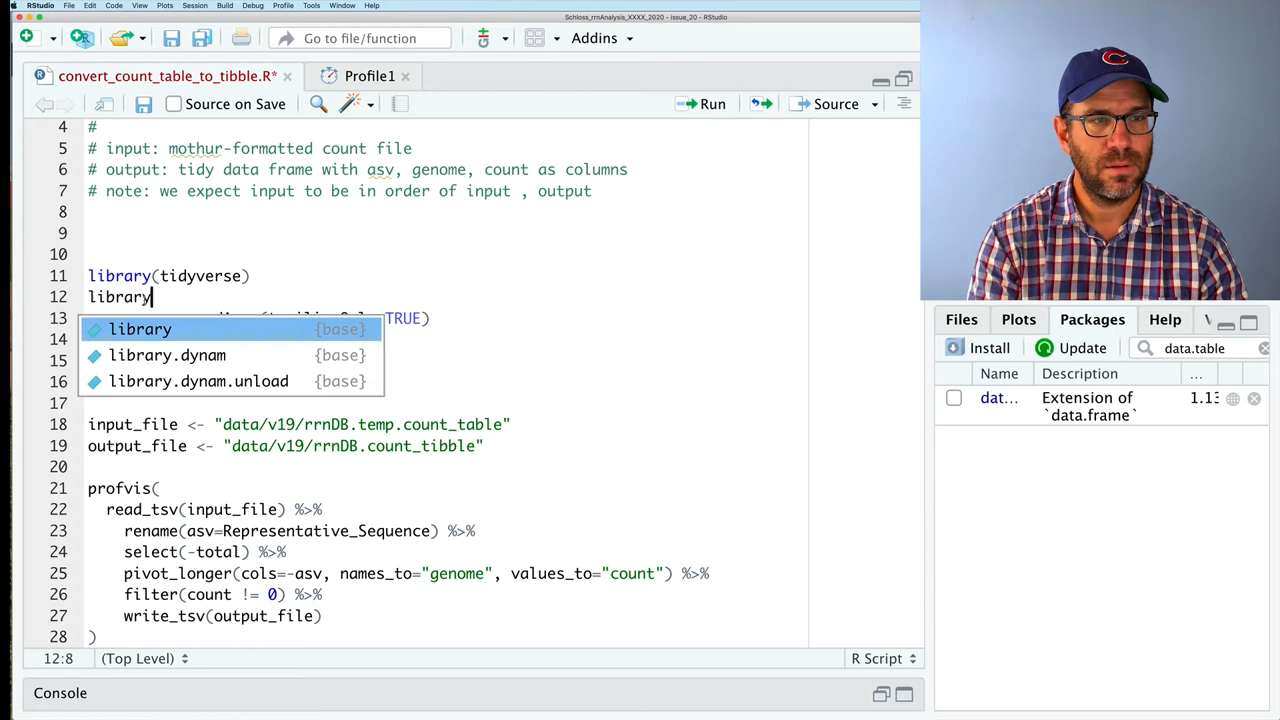 RStudio File Edit Code View Plots Session Build Debug Profile Tools Window Help
Schloss_rrnAnalysis_XXXX_2020 - issue_20 - RStudio
Go to file/function Addins
convert_count_table_to_tibble.R* Profile1
Source on Save Run Source
4 #
5 # input: mothur-formatted count file
6 # output: tidy data frame with asv, genome, count as columns
7 # note: we expect input to be in order of input , output
8
9
10
11 library(tidyverse)
12 library
13 TRUE)
library {base}
14
library.dynam {base}
15
library.dynam.unload {base}
16
17
18 input_file <- "data/v19/rrnDB.temp.count_table"
19 output_file <- "data/v19/rrnDB.count_tibble"
20
21 profvis(
22 read_tsv(input_file) %>%
23 rename(asv=Representative_Sequence) %>%
24 select(-total) %>%
25 pivot_longer(cols=-asv, names_to="genome", values_to="count") %>%
26 filter(count != 0) %>%
27 write_tsv(output_file)
28 )
12:8 (Top Level) R Script
Console
C
Files Plots Packages Help
Install Update data.table
Name Description ...
dat... Extension of 1.13
`data.frame`